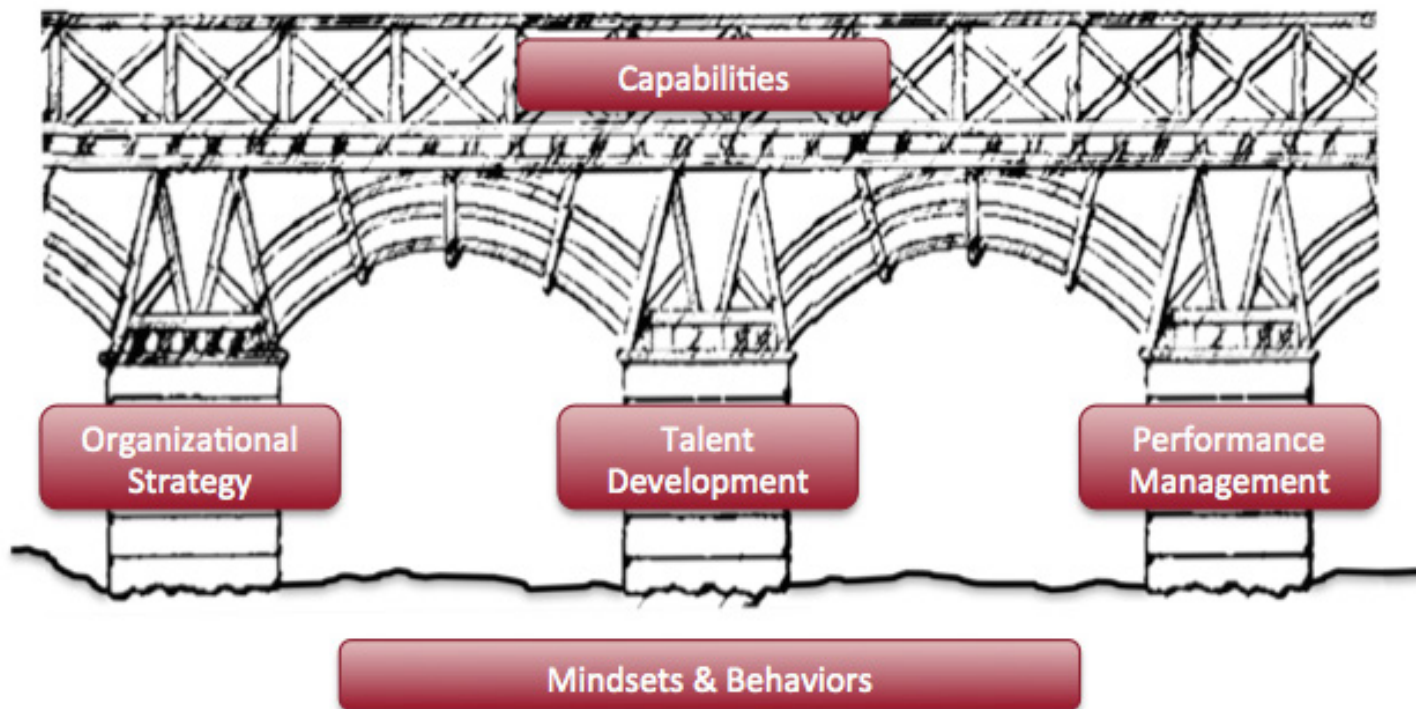 Capabilities
Organizational
Strategy
Talent
Development
Performance
Management
Mindsets & Behaviors